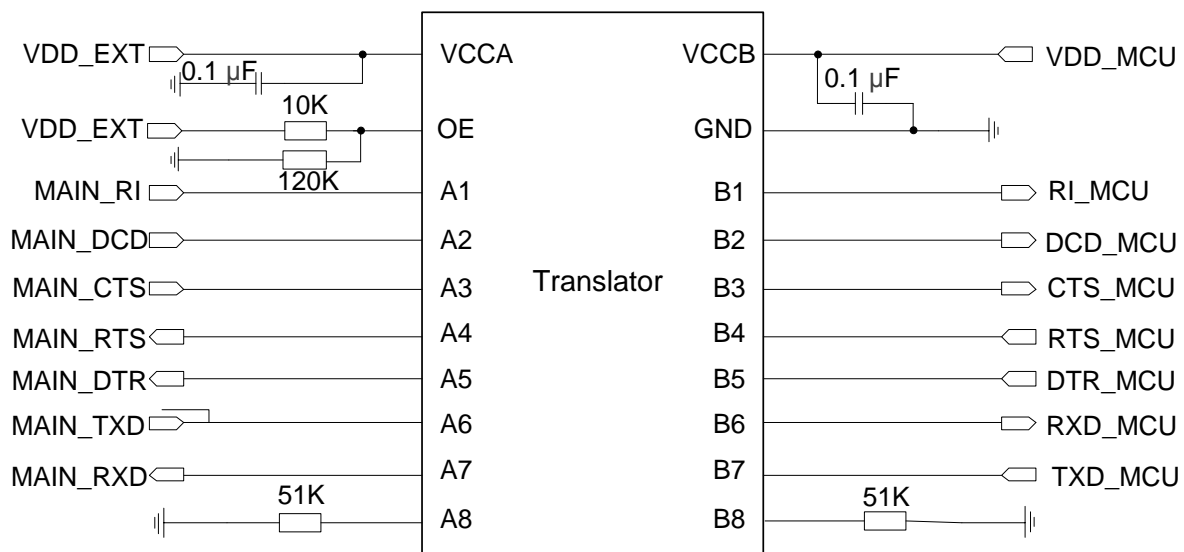 VDD_EXT VCCA VCCB VDD_MCU
0.1 µF 0.1 µF
10K
VDD_EXT OE GND
120K
MAIN_RI A1 B1 RI_MCU
MAIN_DCD A2 B2 DCD_MCU
Translator
MAIN_CTS A3 B3 CTS_MCU
MAIN_RTS A4 B4 RTS_MCU
MAIN_DTR A5 B5 DTR_MCU
MAIN_TXD A6 B6 RXD_MCU
MAIN_RXD A7 B7 TXD_MCU
51K 51K
A8 B8